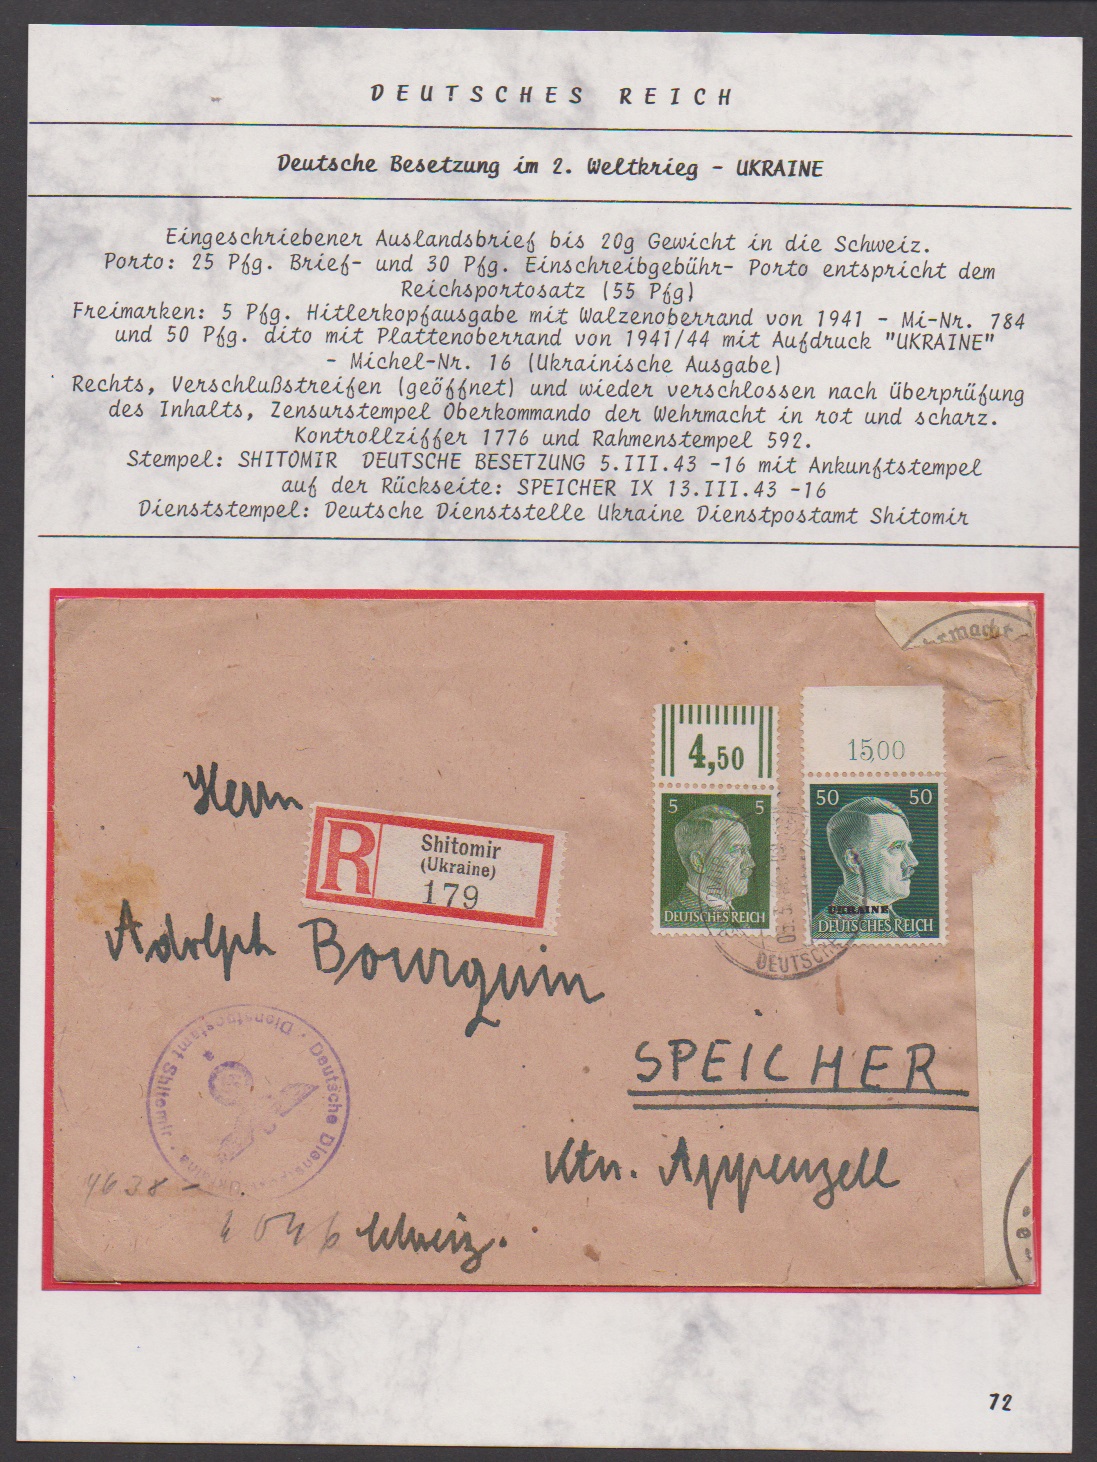 DEUTSCHES REICH
Deutsche Besetzung im 2. Weltkrieg - UKRAINE
Eingeschriebener Auslandsbrief bis 20g Gewicht in die Schweiz.
Porto: 25 Pfg. Brief- und 30 Pfg. Einschreibgebühr- Porto entspricht dem
Reichsportosatz (55 Pfg)
Freimarken: 5 Pfg. Hitlerkopfausgabe mit Walzenoberrand von 1941 - Mi-Nr. 784
und 50 Pfg. dito mit Plattenoberrand von 1941/44 mit Aufdruck "UKRAINE"
- Michel-Nr. 16 (Ukrainische Ausgabe)
Rechts, Verschlußstreifen (geöffnet) und wieder verschlossen nach Überprüfung
des Inhalts, Zensurstempel Oberkommando der Wehrmacht in rot und scharz.
Kontrollziffer 1776 und Rahmenstempel 592.
Stempel: SHITOMIR DEUTSCHE BESETZUNG 5.III.43 -16 mit Ankunftstempel
auf der Rückseite: SPEICHER IX 13.III.43 -16
Dienststempel: Deutsche Dienststelle Ukraine Dienstpostamt Shitomir
4,50
1500
5 5
50 50
UKRAINE
DEUTSCHES REICH
DEUTSCHES REICH
DEUTSCHE
Herrn
R
Shitomir
(Ukraine)
179
Adolph Bourquin
SPEICHER
Ktn. Appenzell
Schweiz.
Deutsche Dienstpost Ukraine · Dienstpostamt Shitomir ·
4638 -
72